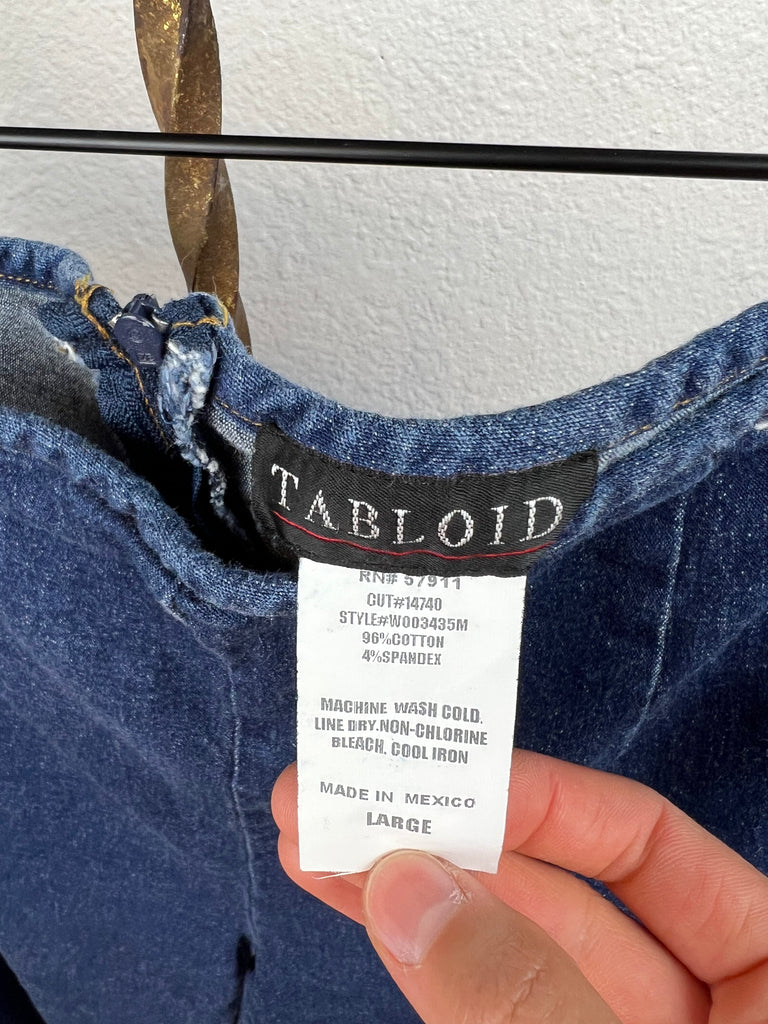 TABLOID
RN# 57911
CUT#14740
STYLE#W003435M
96%COTTON
4%SPANDEX
MACHINE WASH COLD.
LINE DRY.NON-CHLORINE
BLEACH. COOL IRON
MADE IN MEXICO
LARGE